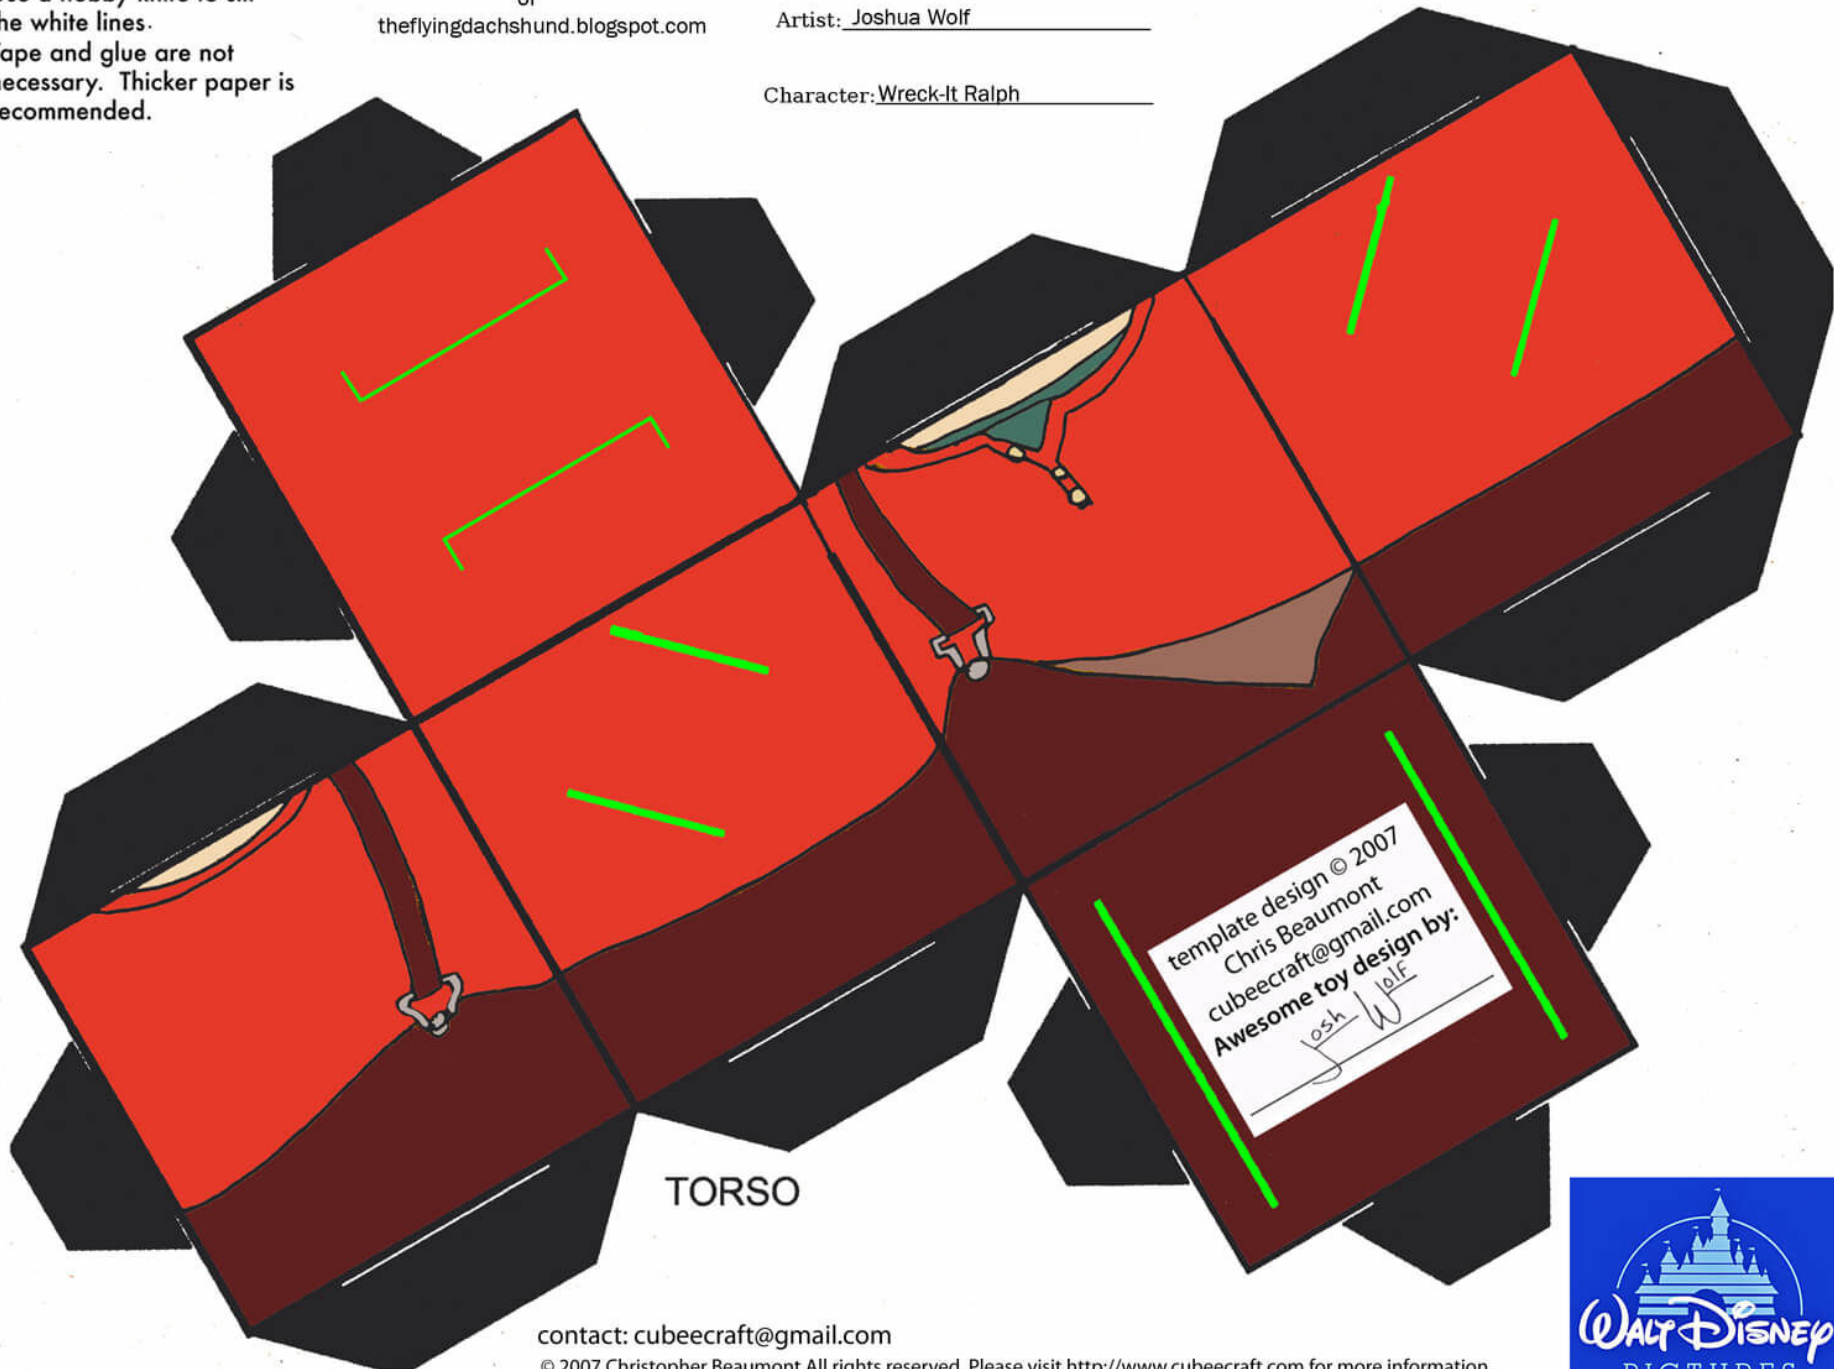 he white lines.
ape and glue are not
ecessary. Thicker paper is
ecommended.
theflyingdachshund.blogspot.com
Artist: Joshua Wolf
Character: Wreck-It Ralph
template design © 2007
Chris Beaumont
cubeecraft@gmail.com
Awesome toy design by:
Josh Wolf
TORSO
contact: cubeecraft@gmail.com
© 2007 Christopher Beaumont All rights reserved. Please visit http://www.cubeecraft.com for more information
WALT DISNEY
PICTURES